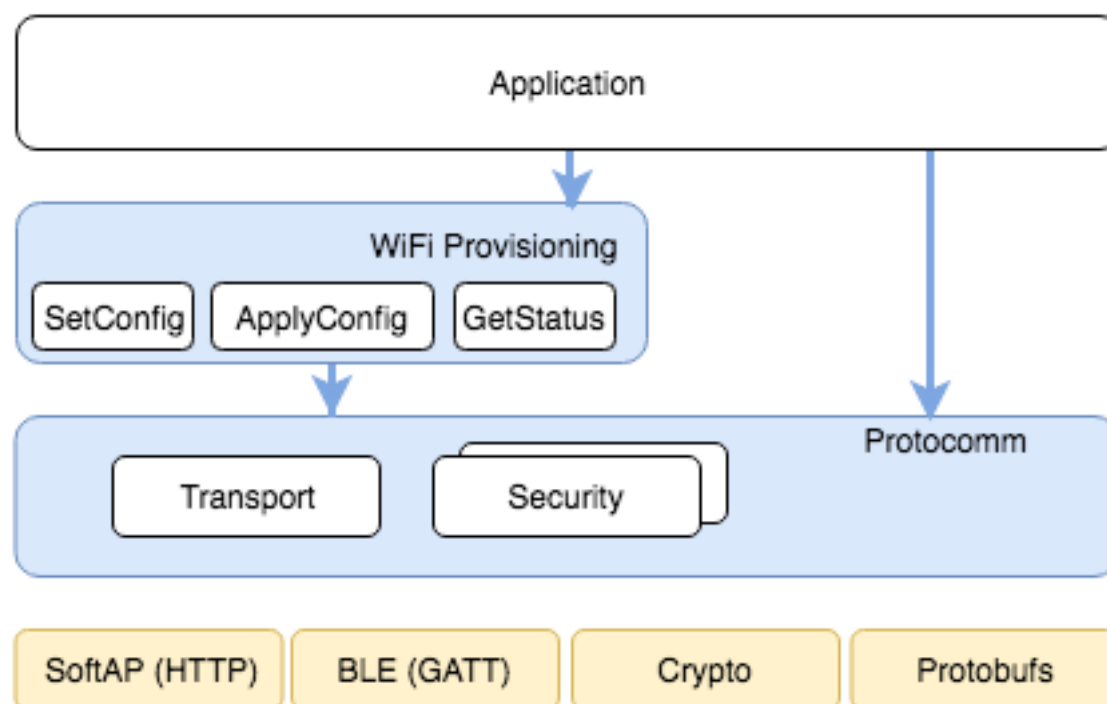 Application
WiFi Provisioning
SetConfig
ApplyConfig
GetStatus
Protocomm
Transport
Security
SoftAP (HTTP)
BLE (GATT)
Crypto
Protobufs